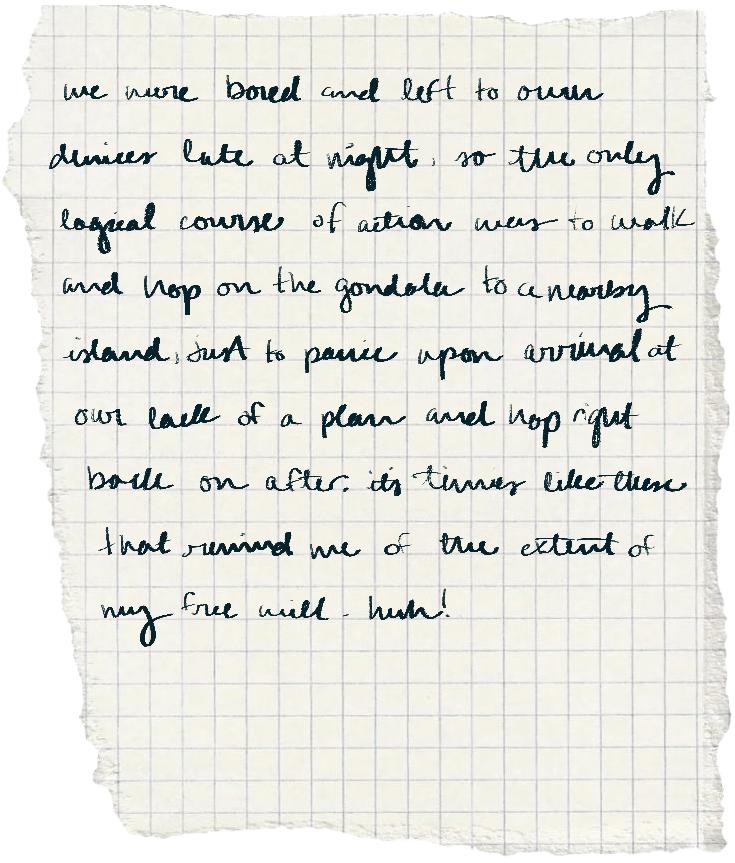 we were bored and left to our
devices late at night, so the only
logical course of action was to walk
and hop on the gondola to a nearby
island, just to panic upon arrival at
our lack of a plan and hop right
back on after. it's times like these
that remind me of the extent of
my free will - huh!